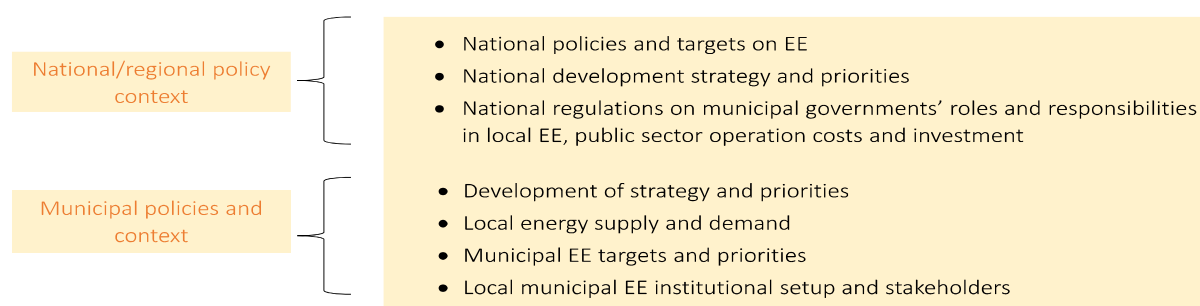 National/regional policy
context
• National policies and targets on EE
• National development strategy and priorities
• National regulations on municipal governments’ roles and responsibilities
in local EE, public sector operation costs and investment
Municipal policies and
context
• Development of strategy and priorities
• Local energy supply and demand
• Municipal EE targets and priorities
• Local municipal EE institutional setup and stakeholders